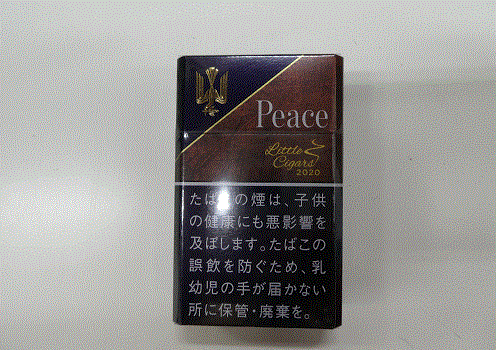 Peace
Little
Cigars
2020
たばこの煙は、子供
の健康にも悪影響を
及ぼします。たばこの
誤飲を防ぐため、乳
幼児の手が届かない
所に保管・廃棄を。